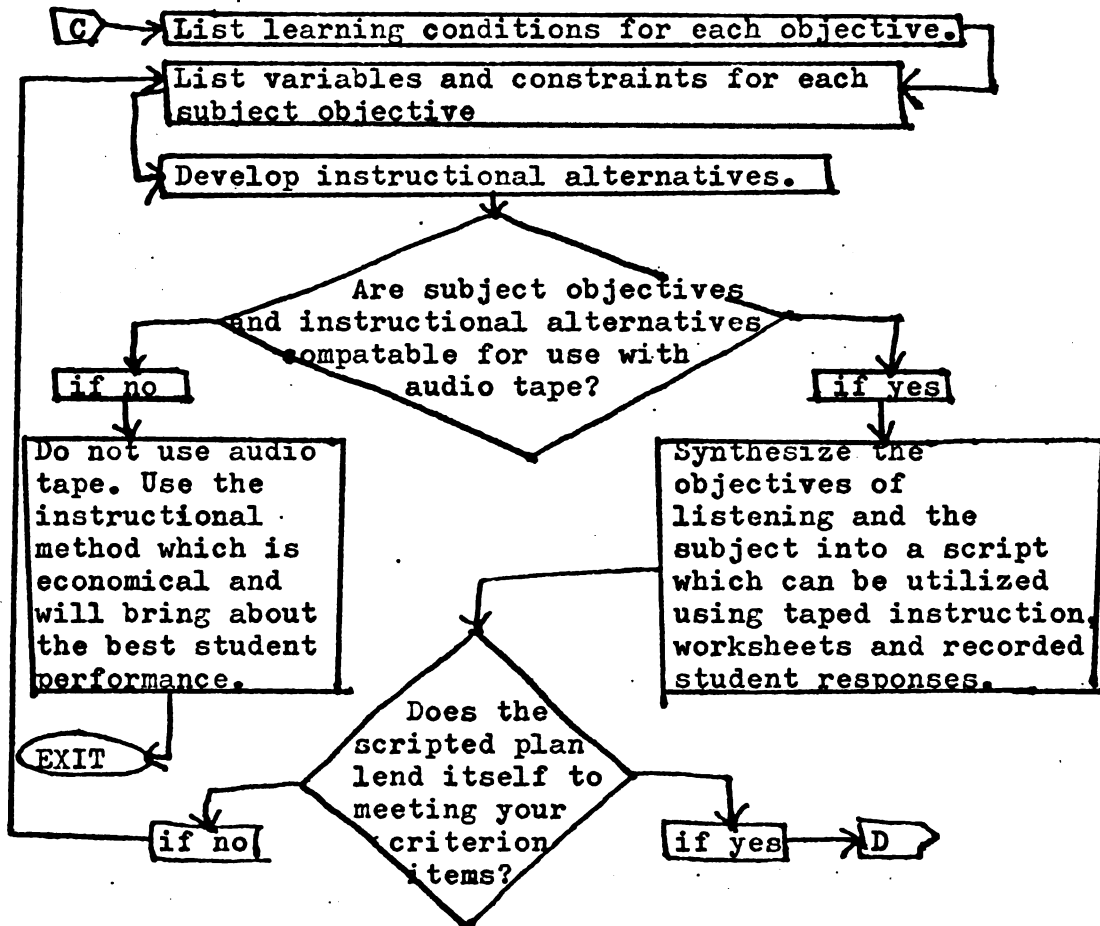 C
List learning conditions for each objective.
List variables and constraints for each
subject objective
Develop instructional alternatives.
Are subject objectives
and instructional alternatives
compatable for use with
audio tape?
if no
if yes
Do not use audio
tape. Use the
instructional
method which is
economical and
will bring about
the best student
performance.
Synthesize the
objectives of
listening and the
subject into a script
which can be utilized
using taped instruction,
worksheets and recorded
student responses.
EXIT
Does the
scripted plan
lend itself to
meeting your
criterion
items?
if no
if yes
D